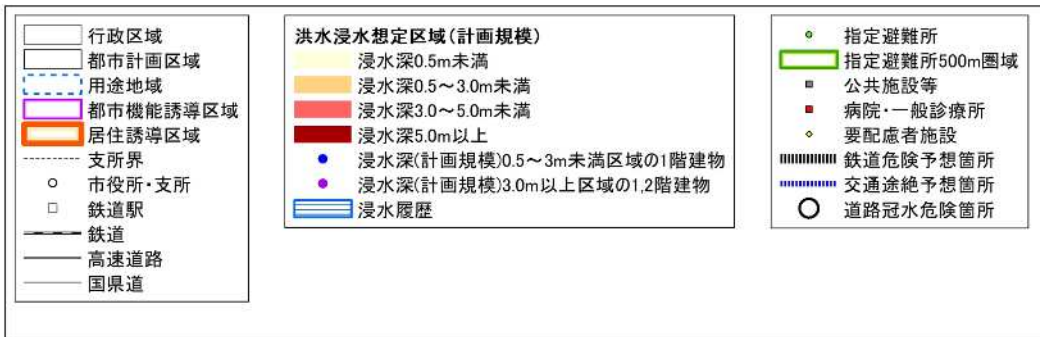 行政区域
都市計画区域
用途地域
都市機能誘導区域
居住誘導区域
支所界
市役所・支所
鉄道駅
鉄道
高速道路
国県道
洪水浸水想定区域(計画規模)
浸水深0.5m未満
浸水深0.5～3.0m未満
浸水深3.0～5.0m未満
浸水深5.0m以上
浸水深(計画規模)0.5～3m未満区域の1階建物
浸水深(計画規模)3.0m以上区域の1,2階建物
浸水履歴
指定避難所
指定避難所500m圏域
公共施設等
病院・一般診療所
要配慮者施設
鉄道危険予想箇所
交通途絶予想箇所
道路冠水危険箇所